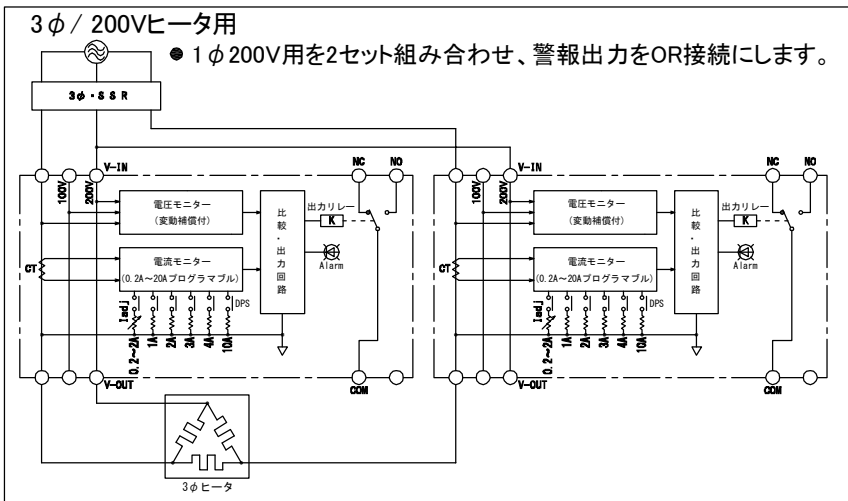 3φ/ 200Vヒータ用
● 1φ200V用を2セット組み合わせ、警報出力をOR接続にします。
3φ・SSR
V-IN
100V
200V
NC
NO
電圧モニター
(変動補償付)
比較・出力回路
出力リレー
K
Alarm
CT
電流モニター
(0.2A～20Aプログラマブル)
DPS
Iadj
0.2～2A
1A
2A
3A
4A
10A
V-OUT
COM
V-IN
100V
200V
NC
NO
電圧モニター
(変動補償付)
比較・出力回路
出力リレー
K
Alarm
CT
電流モニター
(0.2A～20Aプログラマブル)
DPS
Iadj
0.2～2A
1A
2A
3A
4A
10A
V-OUT
COM
3φヒータ